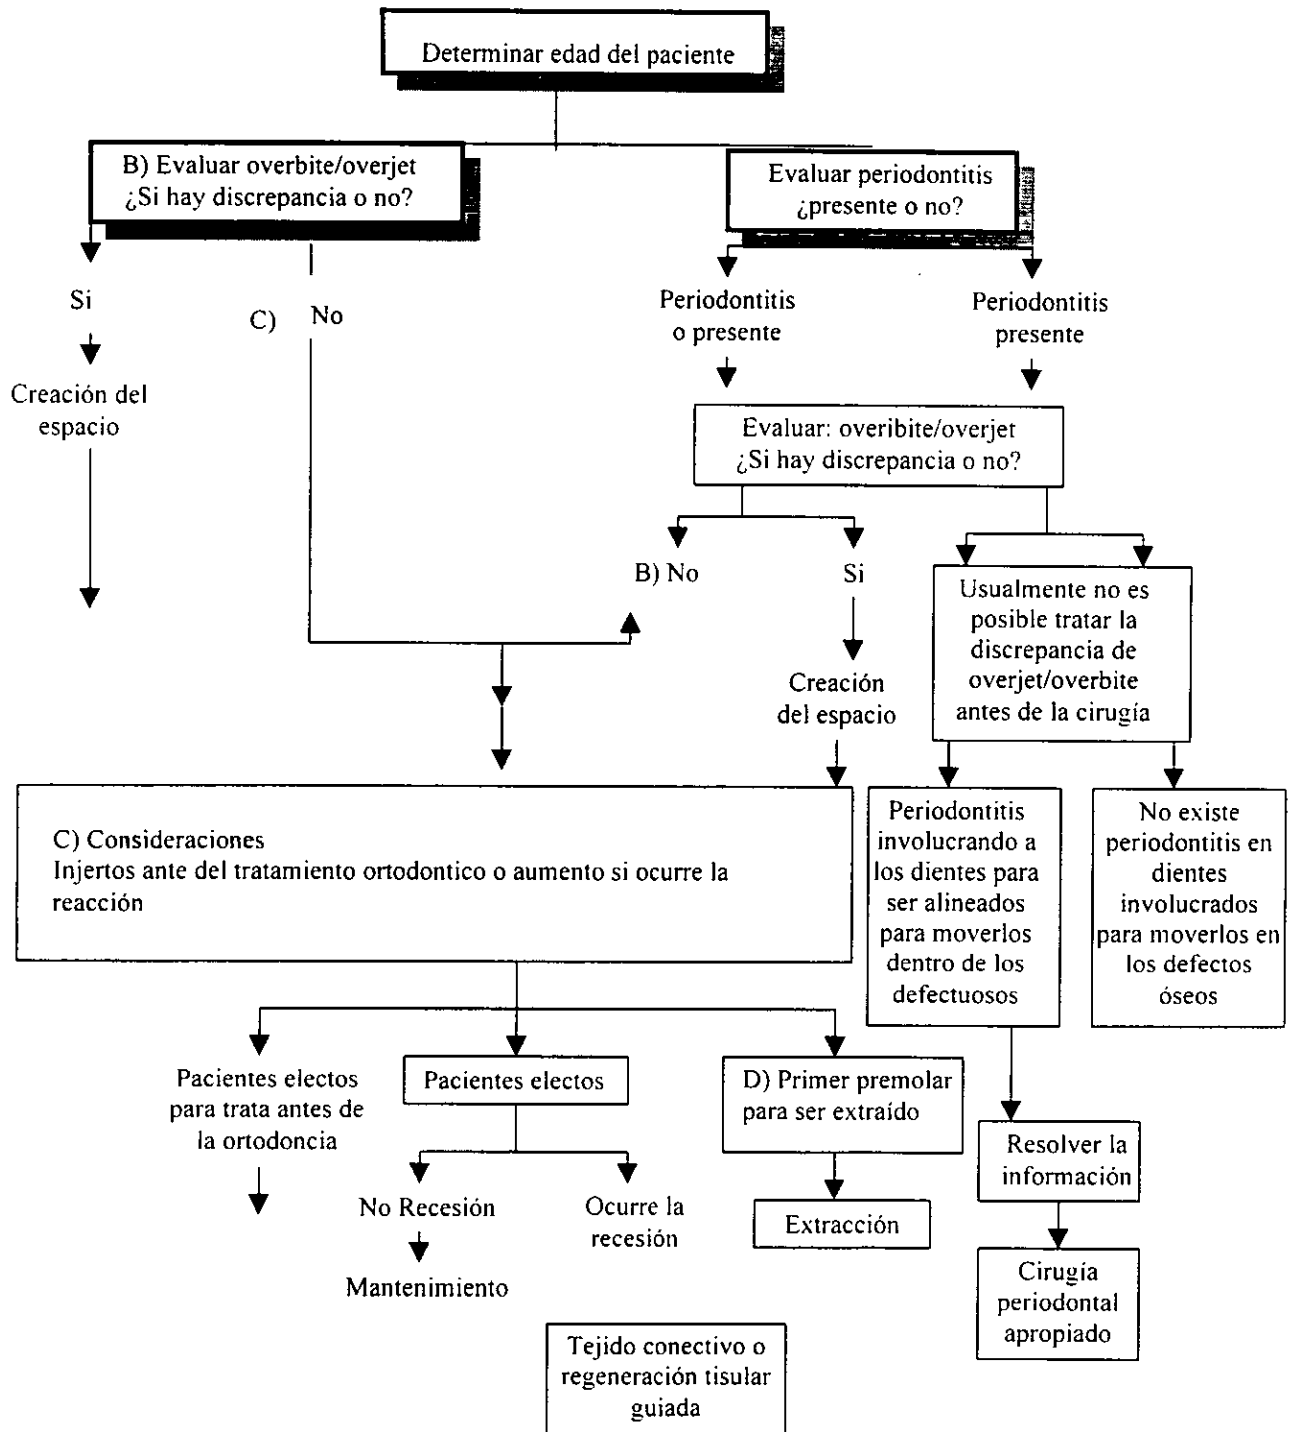 Determinar edad del paciente
B) Evaluar overbite/overjet
¿Si hay discrepancia o no?
Evaluar periodontitis
¿presente o no?
Si
C)
No
Periodontitis
o presente
Periodontitis
presente
Creación del
espacio
Evaluar: overibite/overjet
¿Si hay discrepancia o no?
B) No
Si
Usualmente no es
posible tratar la
discrepancia de
overjet/overbite
antes de la cirugía
Creación
del espacio
C) Consideraciones
Injertos ante del tratamiento ortodontico o aumento si ocurre la
reacción
Periodontitis
involucrando a
los dientes para
ser alineados
para moverlos
dentro de los
defectuosos
No existe
periodontitis en
dientes
involucrados
para moverlos en
los defectos
óseos
Pacientes electos
para trata antes de
la ortodoncia
Pacientes electos
D) Primer premolar
para ser extraído
Resolver la
información
No Recesión
Ocurre la
recesión
Extracción
Mantenimiento
Cirugía
periodontal
apropiado
Tejido conectivo o
regeneración tisular
guiada